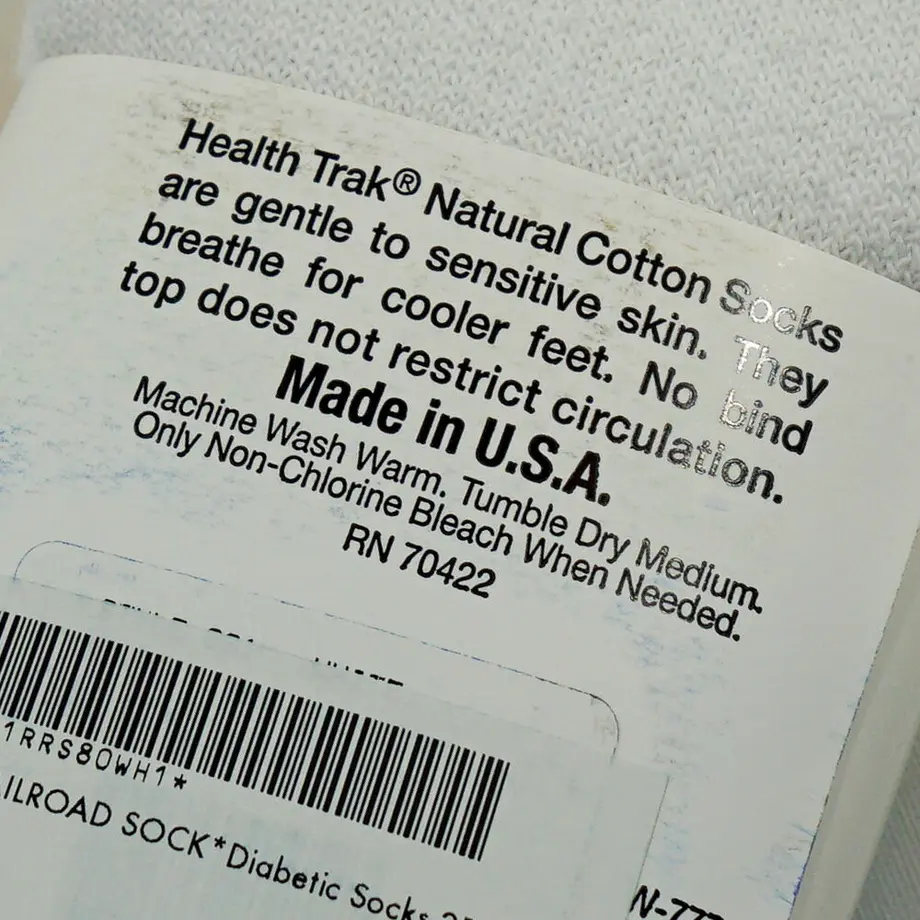 Health Trak® Natural Cotton Socks
are gentle to sensitive skin. They
breathe for cooler feet. No bind
top does not restrict circulation.
Made in U.S.A.
Machine Wash Warm. Tumble Dry Medium.
Only Non-Chlorine Bleach When Needed.
RN 70422
1RRS80WH1*
ILROAD SOCK*Diabetic Socks